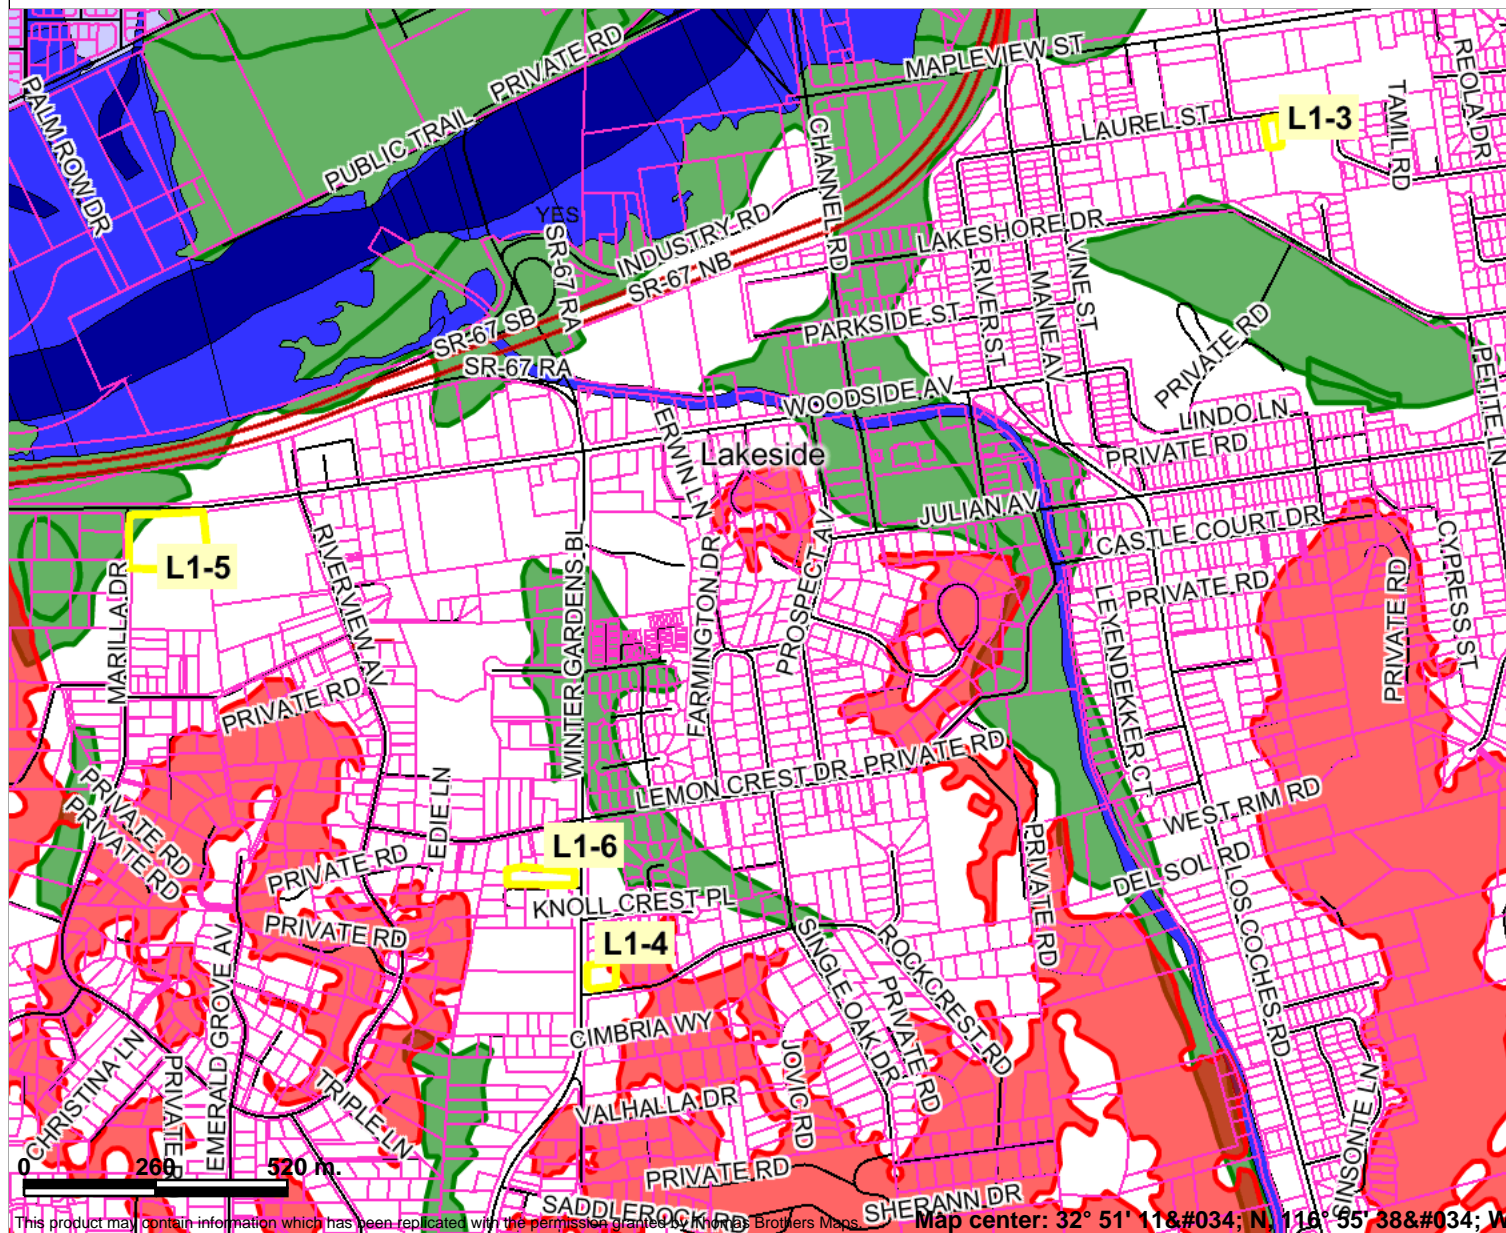 MAPLEVIEW ST
REOLA DR
PRIVATE RD
PALM ROW DR
TAMIL RD
L1-3
LAUREL ST
PUBLIC TRAIL
CHANNEL RD
YES
INDUSTRY RD
LAKESHORE DR
SR-67 RA
SR-67 NB
VINE ST
RIVER ST
MAINE AV
PARKSIDE ST
SR-67 SB
PRIVATE RD
SR-67 RA
PETITE LN
WOODSIDE AV
LINDO LN
ERWIN LN
Lakeside
PRIVATE RD
JULIAN AV
CASTLE COURT DR
RIVERVIEW AV
WINTER GARDENS BL
PROSPECT AV
CYPRESS ST
L1-5
FARMINGTON DR
MARILLA DR
PRIVATE RD
LEYENDEKKER CT
PRIVATE RD
PRIVATE RD
LEMON CREST DR
PRIVATE RD
PRIVATE RD
PRIVATE RD
EDIE LN
WEST RIM RD
L1-6
PRIVATE RD
PRIVATE RD
DEL SOL RD
KNOLL CREST PL
PRIVATE RD
L1-4
SINGLE OAK DR
ROCKCREST RD
LOS COCHES RD
EMERALD GROVE AV
PRIVATE RD
CIMBRIA WY
JOVIC RD
CHRISTINA LN
PRIVATE
TRIPLE LN
VALHALLA DR
SINSONTE LN
0 260 520 m.
PRIVATE RD
SADDLEROCK RD
SHERANN DR
This product may contain information which has been replicated with the permission granted by Thomas Brothers Maps.
Map center: 32° 51' 11&#034; N, 116° 55' 38&#034; W